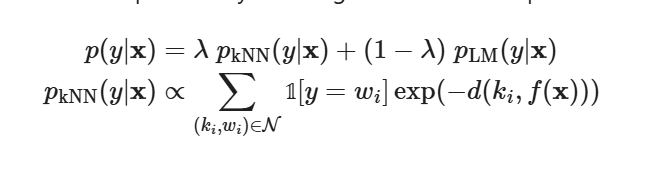 p(y|𝐱) = λ p_kNN(y|𝐱) + (1 − λ) p_LM(y|𝐱)
p_kNN(y|𝐱) ∝ ∑_{(k_i,w_i)∈𝒩} 𝟙[y = w_i] exp(−d(k_i, f(𝐱)))